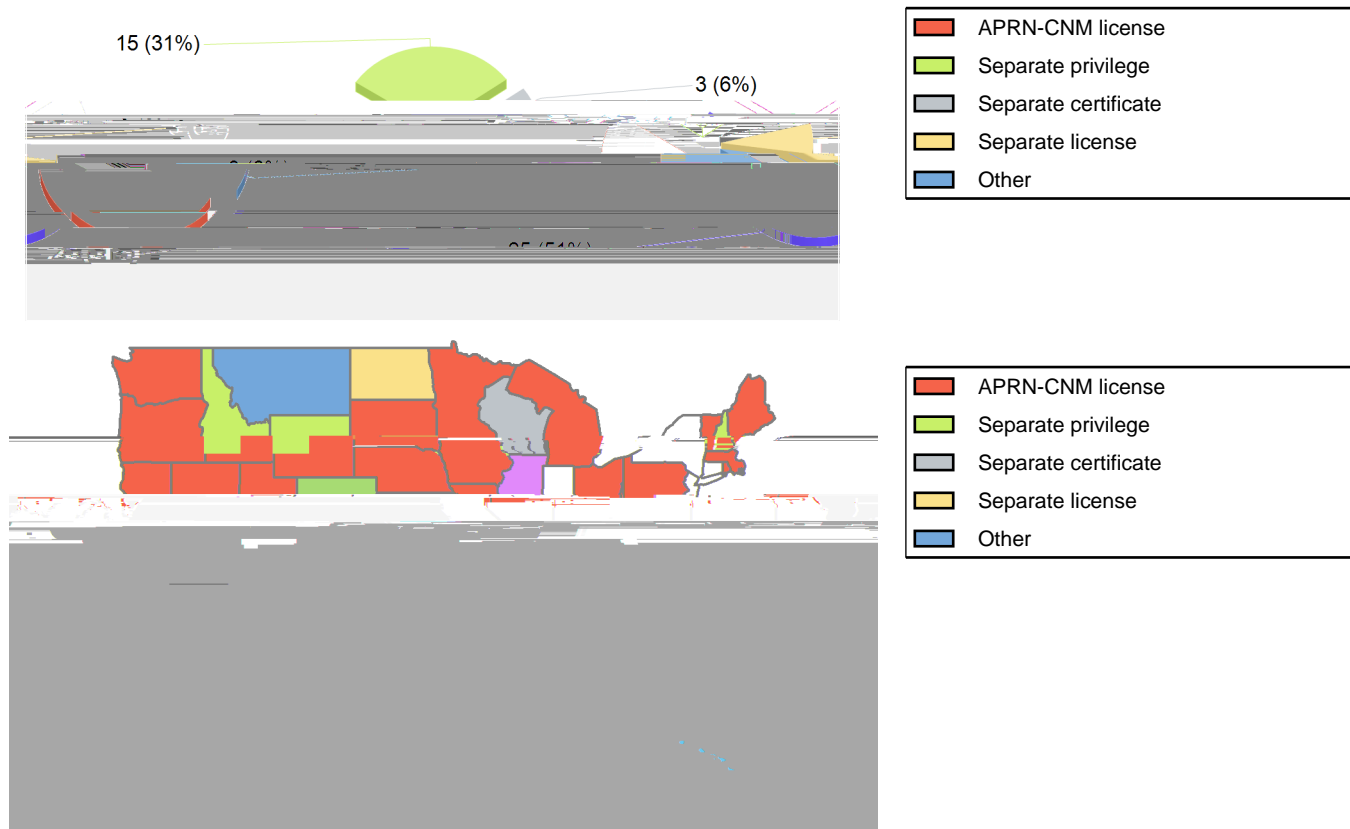 15 (31%)
3 (6%)
APRN-CNM license
Separate privilege
Separate certificate
Separate license
Other
APRN-CNM license
Separate privilege
Separate certificate
Separate license
Other